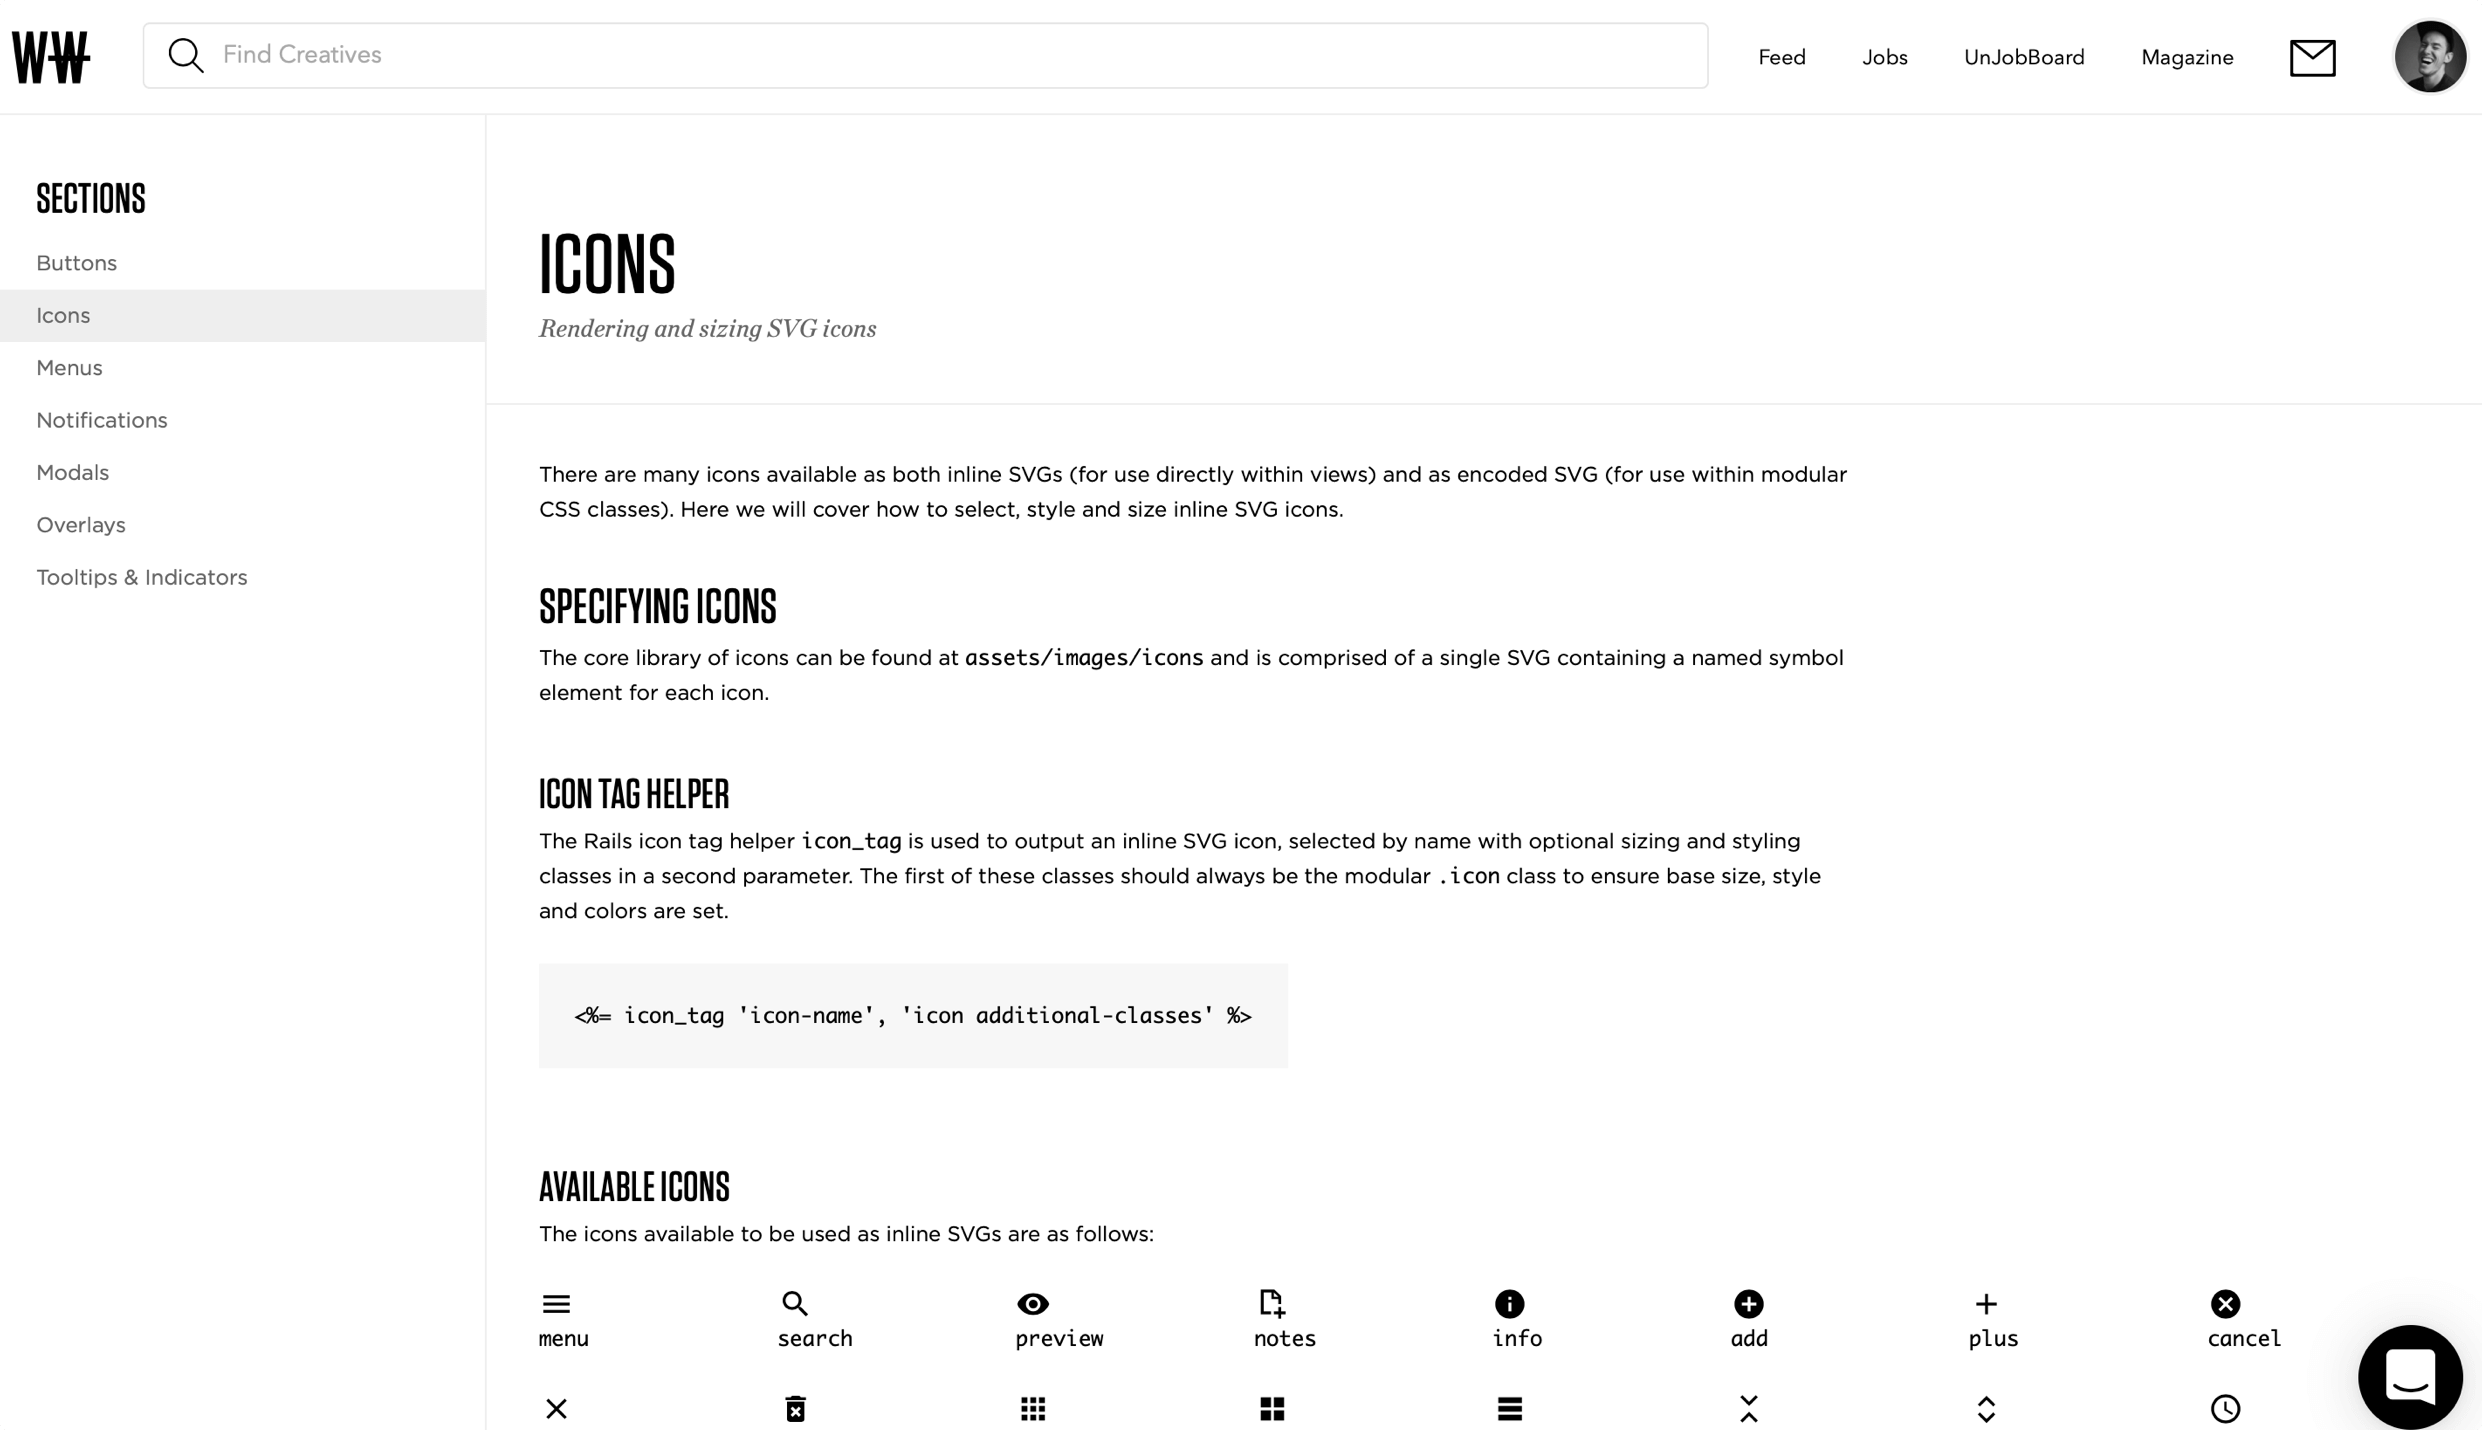 WW
Find Creatives
Feed
Jobs
UnJobBoard
Magazine
SECTIONS
Buttons
Icons
Menus
Notifications
Modals
Overlays
Tooltips & Indicators
ICONS
Rendering and sizing SVG icons
There are many icons available as both inline SVGs (for use directly within views) and as encoded SVG (for use within modular
CSS classes). Here we will cover how to select, style and size inline SVG icons.
SPECIFYING ICONS
The core library of icons can be found at assets/images/icons and is comprised of a single SVG containing a named symbol
element for each icon.
ICON TAG HELPER
The Rails icon tag helper icon_tag is used to output an inline SVG icon, selected by name with optional sizing and styling
classes in a second parameter. The first of these classes should always be the modular .icon class to ensure base size, style
and colors are set.
<%= icon_tag 'icon-name', 'icon additional-classes' %>
AVAILABLE ICONS
The icons available to be used as inline SVGs are as follows:
menu
search
preview
notes
info
add
plus
cancel